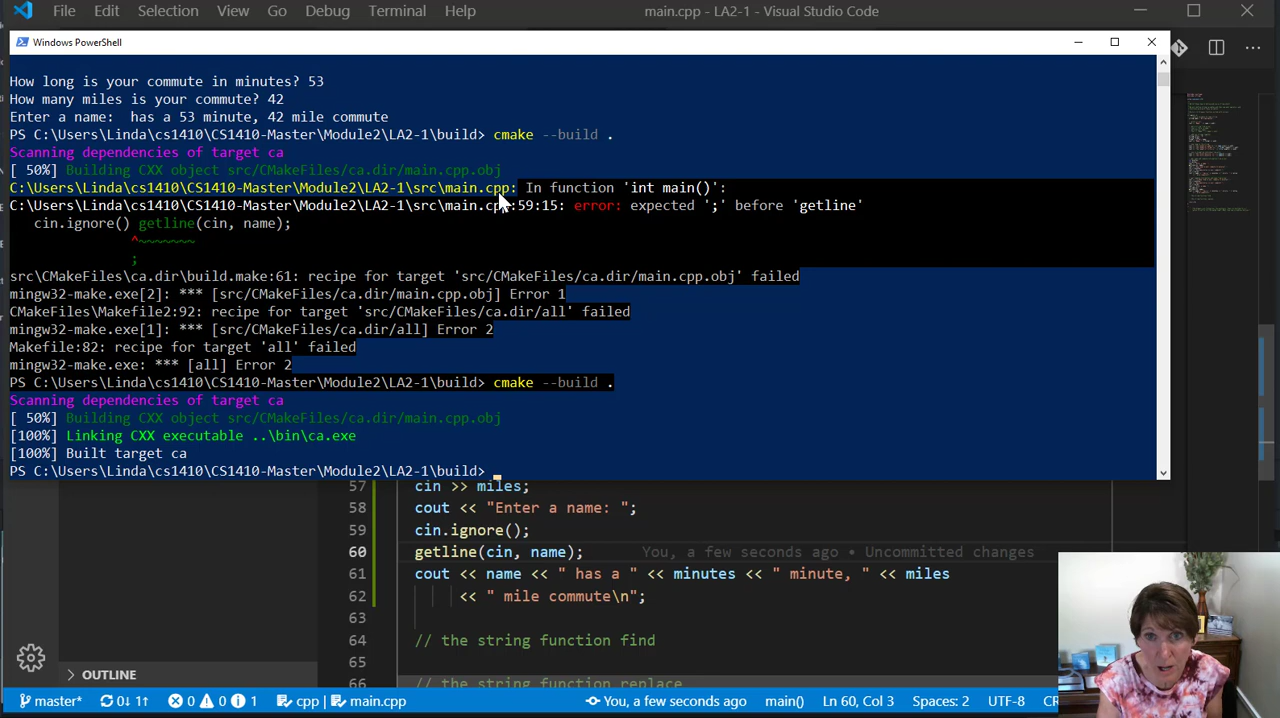 File Edit Selection View Go Debug Terminal Help main.cpp - LA2-1 - Visual Studio Code
Windows PowerShell
How long is your commute in minutes? 53
How many miles is your commute? 42
Enter a name:  has a 53 minute, 42 mile commute
PS C:\Users\Linda\cs1410\CS1410-Master\Module2\LA2-1\build> cmake --build .
Scanning dependencies of target ca
[ 50%] Building CXX object src/CMakeFiles/ca.dir/main.cpp.obj
C:\Users\Linda\cs1410\CS1410-Master\Module2\LA2-1\src\main.cpp: In function 'int main()':
C:\Users\Linda\cs1410\CS1410-Master\Module2\LA2-1\src\main.cpp:59:15: error: expected ';' before 'getline'
cin.ignore() getline(cin, name);
^~~~~~~
;
src\CMakeFiles\ca.dir\build.make:61: recipe for target 'src/CMakeFiles/ca.dir/main.cpp.obj' failed
mingw32-make.exe[2]: *** [src/CMakeFiles/ca.dir/main.cpp.obj] Error 1
CMakeFiles\Makefile2:92: recipe for target 'src/CMakeFiles/ca.dir/all' failed
mingw32-make.exe[1]: *** [src/CMakeFiles/ca.dir/all] Error 2
Makefile:82: recipe for target 'all' failed
mingw32-make.exe: *** [all] Error 2
PS C:\Users\Linda\cs1410\CS1410-Master\Module2\LA2-1\build> cmake --build .
Scanning dependencies of target ca
[ 50%] Building CXX object src/CMakeFiles/ca.dir/main.cpp.obj
[100%] Linking CXX executable ..\bin\ca.exe
[100%] Built target ca
PS C:\Users\Linda\cs1410\CS1410-Master\Module2\LA2-1\build>
57 cin >> miles;
58 cout << "Enter a name: ";
59 cin.ignore();
60 getline(cin, name); You, a few seconds ago • Uncommitted changes
61 cout << name << " has a " << minutes << " minute, " << miles
62 << " mile commute\n";
63
64 // the string function find
65
66 // the string function replace
OUTLINE
master* 0↓ 1↑ 0 0 1 cpp | main.cpp You, a few seconds ago main() Ln 60, Col 3 Spaces: 2 UTF-8 CR